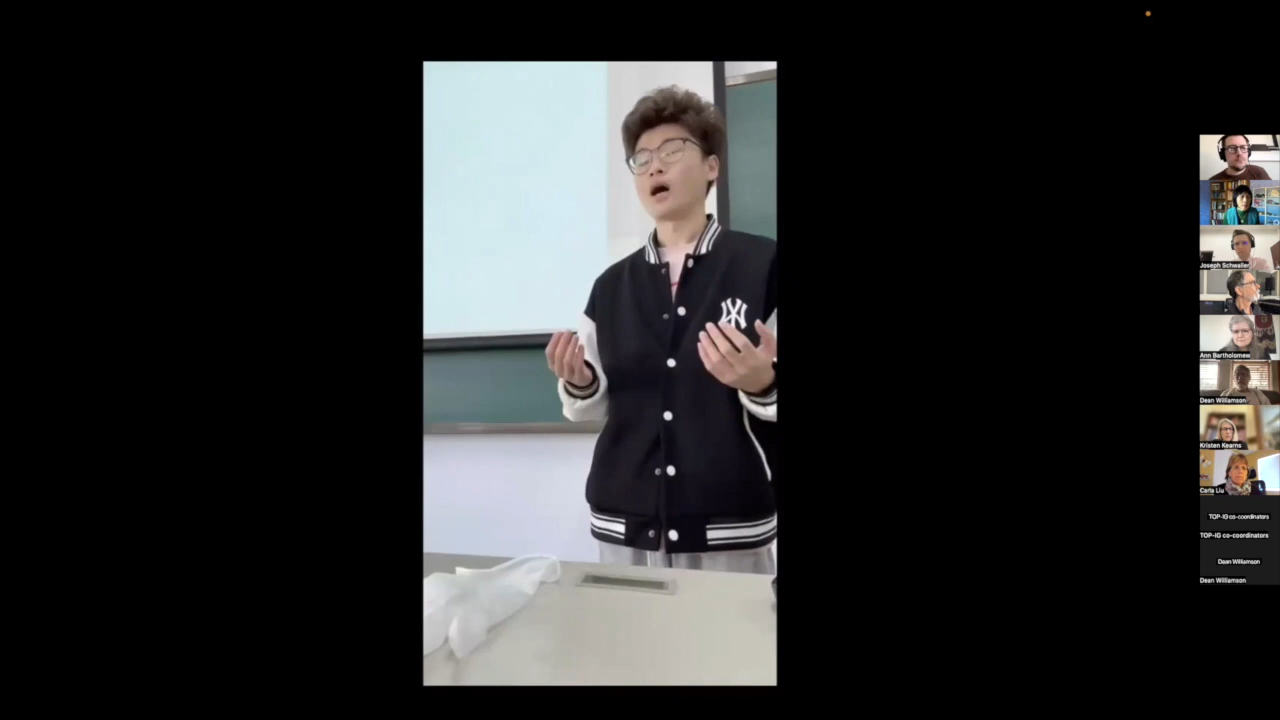 NY
Joseph Schwaller
Ann Bartholomew
Dean Williamson
Kristen Kearns
Carla Liu
TOP-IG co-coordinators
TOP-IG co-coordinators
Dean Williamson
Dean Williamson